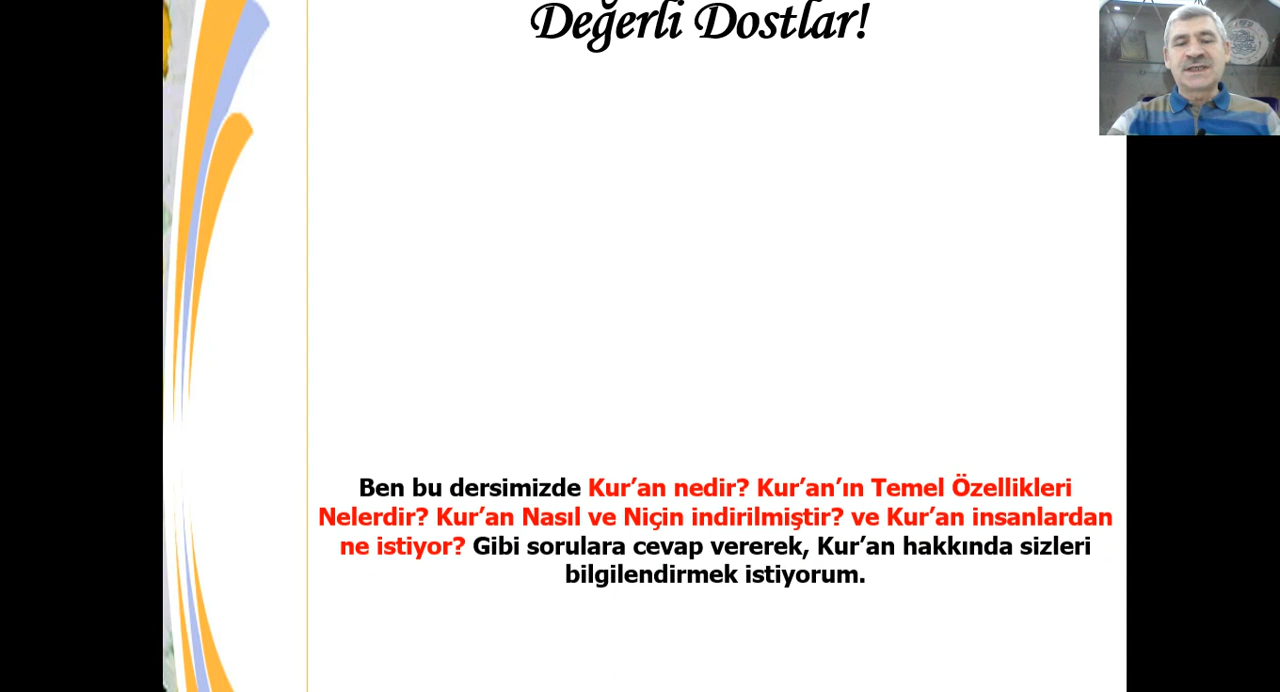 Değerli Dostlar!
Ben bu dersimizde Kur’an nedir? Kur’an’ın Temel Özellikleri
Nelerdir? Kur’an Nasıl ve Niçin indirilmiştir? ve Kur’an insanlardan
ne istiyor? Gibi sorulara cevap vererek, Kur’an hakkında sizleri
bilgilendirmek istiyorum.